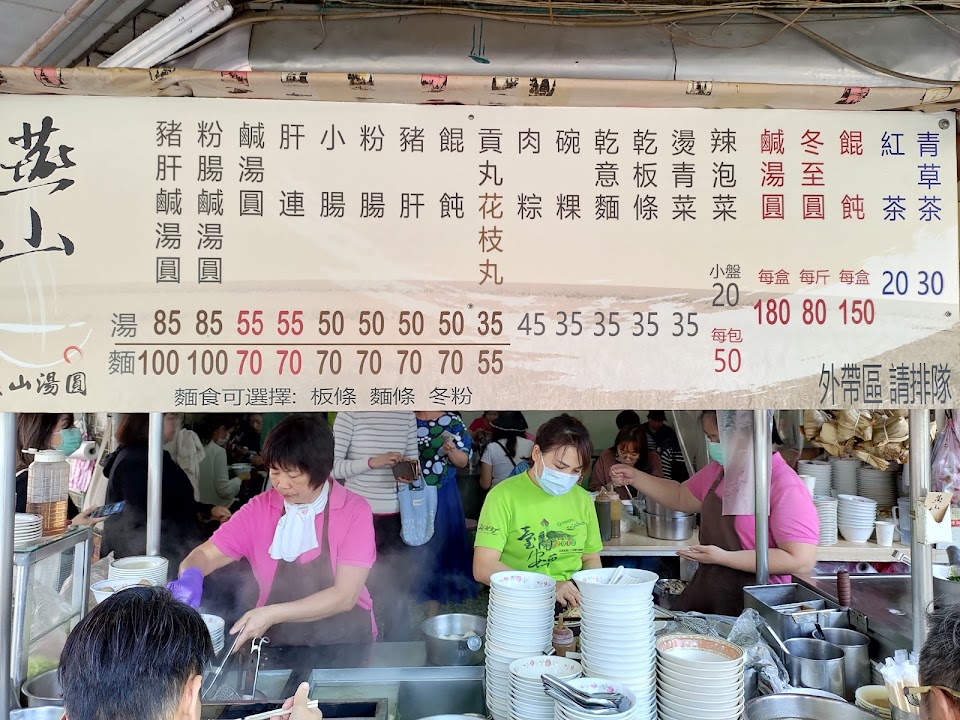 燕山
山湯圓
豬肝鹹湯圓
粉腸鹹湯圓
鹹湯圓
肝連
小腸
粉腸
豬肝
餛飩
貢丸花枝丸
肉粽
碗粿
乾意麵
乾板條
燙青菜
辣泡菜
鹹湯圓
冬至圓
餛飩
紅茶
青草茶
湯 85 85 55 55 50 50 50 50 35 45 35 35 35 35
小盤 20
每包 50
每盒 180
每斤 80
每盒 150
20 30
麵 100 100 70 70 70 70 70 70 55
麵食可選擇: 板條 麵條 冬粉
外帶區 請排隊